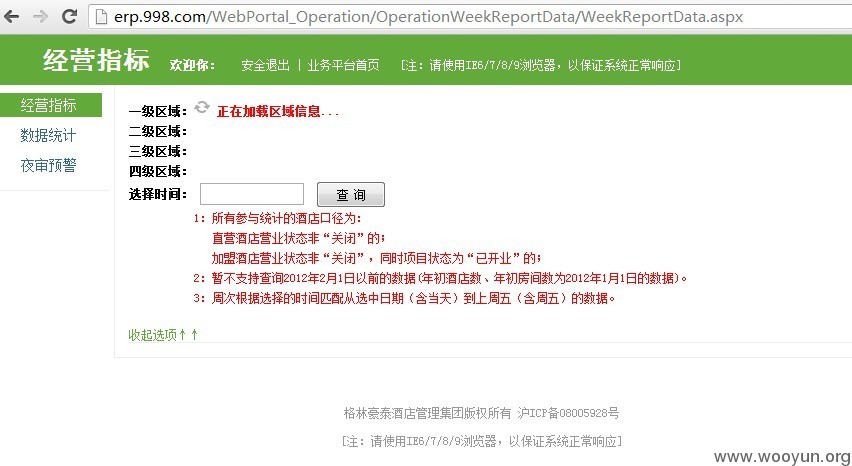 erp.998.com/WebPortal_Operation/OperationWeekReportData/WeekReportData.aspx
经营指标 欢迎您: 安全退出 | 业务平台首页 [注: 请使用IE6/7/8/9浏览器，以保证系统正常响应]
经营指标
数据统计
夜审预警
一级区域: 正在加载区域信息...
二级区域:
三级区域:
四级区域:
选择时间: 查 询
1: 所有参与统计的酒店口径为:
直营酒店营业状态非“关闭”的;
加盟酒店营业状态非“关闭”，同时项目状态为“已开业”的;
2: 暂不支持查询2012年2月1日以前的数据(年初酒店数、年初房间数为2012年1月1日的数据)。
3: 周次根据选择的时间匹配从选中日期（含当天）到上周五（含周五）的数据。
收起选项↑↑
格林豪泰酒店管理集团版权所有 沪ICP备08005928号
[注: 请使用IE6/7/8/9浏览器，以保证系统正常响应]
www.wooyun.org